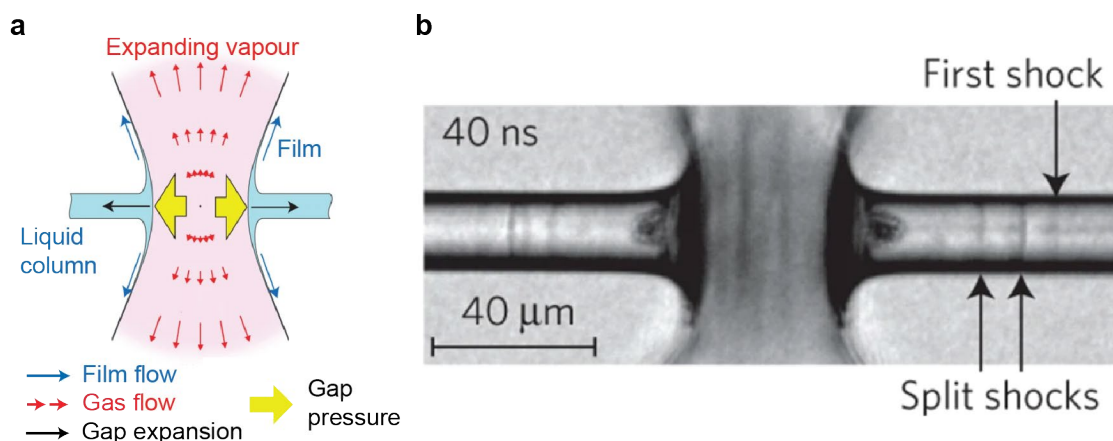 a
Expanding vapour
Film
Liquid
column
Film flow
Gas flow
Gap expansion
Gap
pressure
b
First shock
40 ns
40 μm
Split shocks